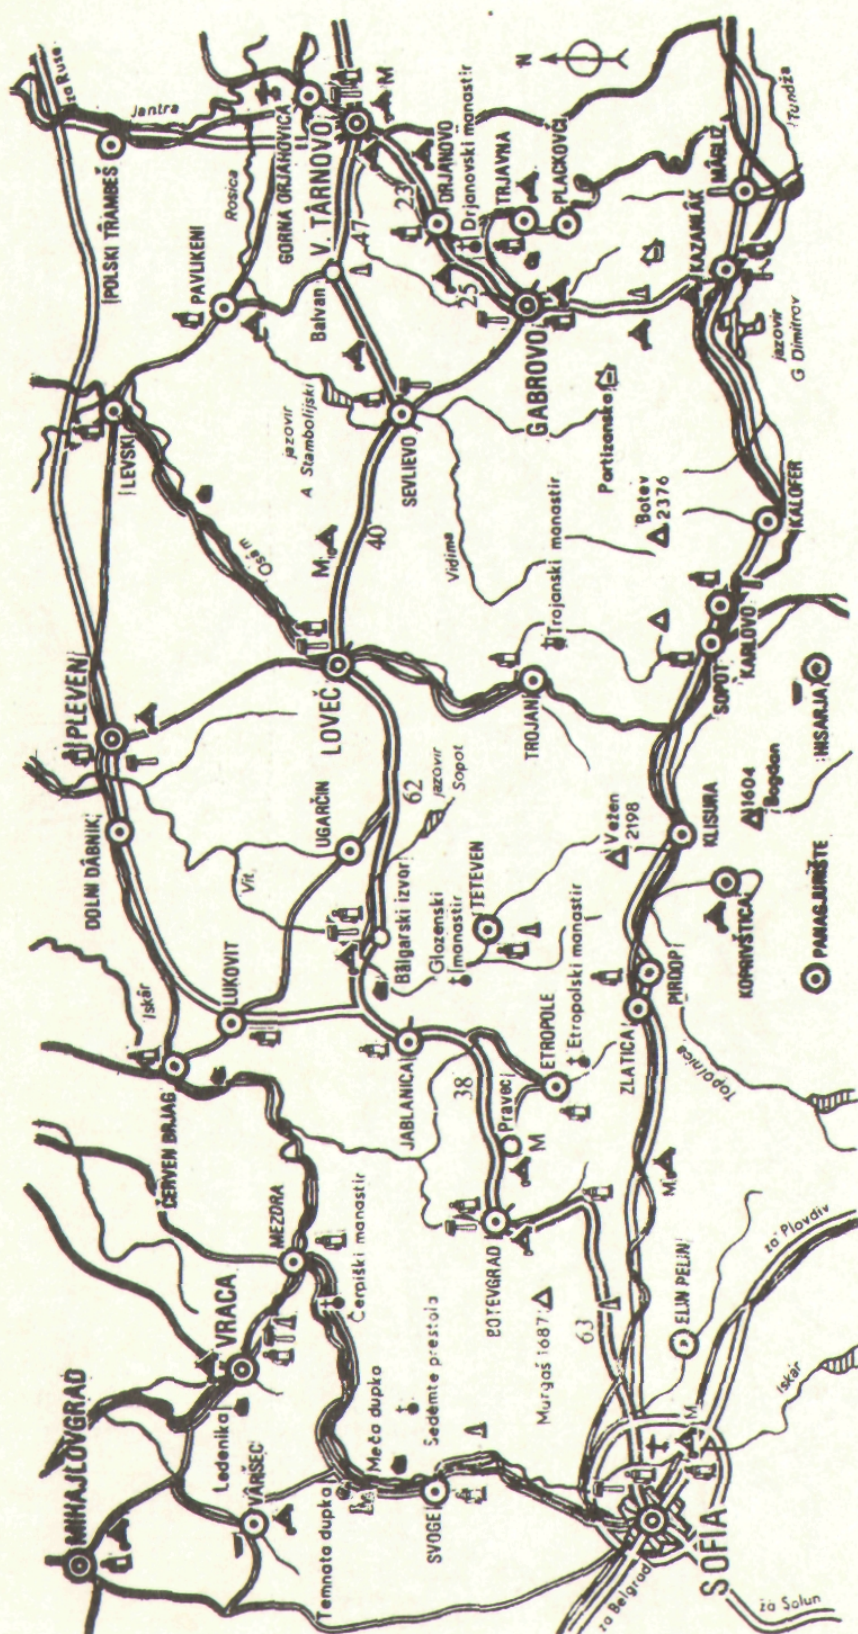 MIHAJLOVGRAD
VRACA
Ledenika
VĂRŠEC
Temnata dupka
Meča dupka
SVOGE
Sedemte prestola
Čerpiški manastir
MEZDRA
ČERVEN BRJAG
Iskăr
LUKOVIT
DOLNI DĂBNIK
PLEVEN
Vit
UGARČIN
LOVEČ
62
jazovir
Sopot
Bălgarski izvor
Glozenski
manastir
TETEVEN
JABLANICA
38
Pravec
M
ETROPOLE
Etropolski manastir
BOTEVGRAD
Murgaš 1687
63
ELIN PELIN
za Plovdiv
Iskăr
M
M
SOFIA
za Belgrad
za Solun
ZLATICA
PIRDOP
Topolnica
KOPRIVŠTICA
PANAGJURIŠTE
Vežen
2198
KLISURA
1604
Bogdan
HISARJA
SOPOT
KARLOVO
KALOFER
Botev
2376
TROJAN
Trojanski manastir
Vidima
Osăm
M
40
LEVSKI
jazovir
A Stambolijski
SEVLIEVO
Partizanska
GABROVO
Balvan
PAVLIKENI
Rosica
POLSKI TRĂMBEŠ
za Ruse
Jantra
GORNA ORJAHOVICA
V. TĂRNOVO
M
47
23
25
DRJANOVO
Drjanovski manastir
TRJAVNA
PLACKOVCI
KAZANLĂK
MĂGLIŽ
Tundža
jazovir
G Dimitrov
N